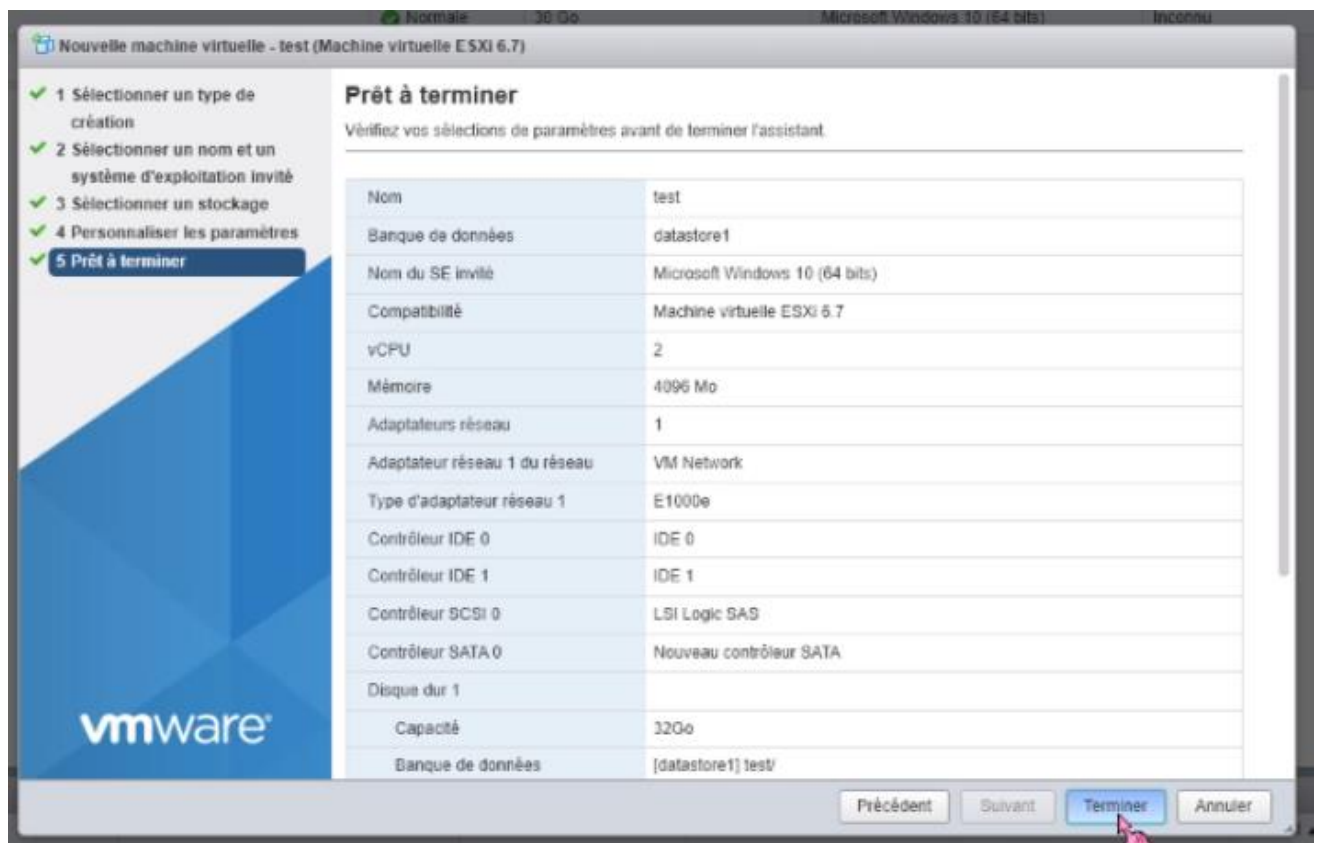 Normale 30 Go Microsoft Windows 10 (64 bits) Inconnu
Nouvelle machine virtuelle - test (Machine virtuelle ESXi 6.7)
1 Sélectionner un type de
création
2 Sélectionner un nom et un
système d'exploitation invité
3 Sélectionner un stockage
4 Personnaliser les paramètres
5 Prêt à terminer
Prêt à terminer
Vérifiez vos sélections de paramètres avant de terminer l'assistant
Nom test
Banque de données datastore1
Nom du SE invité Microsoft Windows 10 (64 bits)
Compatibilité Machine virtuelle ESXi 6.7
vCPU 2
Mémoire 4096 Mo
Adaptateurs réseau 1
Adaptateur réseau 1 du réseau VM Network
Type d'adaptateur réseau 1 E1000e
Contrôleur IDE 0 IDE 0
Contrôleur IDE 1 IDE 1
Contrôleur SCSI 0 LSI Logic SAS
Contrôleur SATA 0 Nouveau contrôleur SATA
Disque dur 1
Capacité 32Go
Banque de données [datastore1] test/
vmware
Précédent Suivant Terminer Annuler